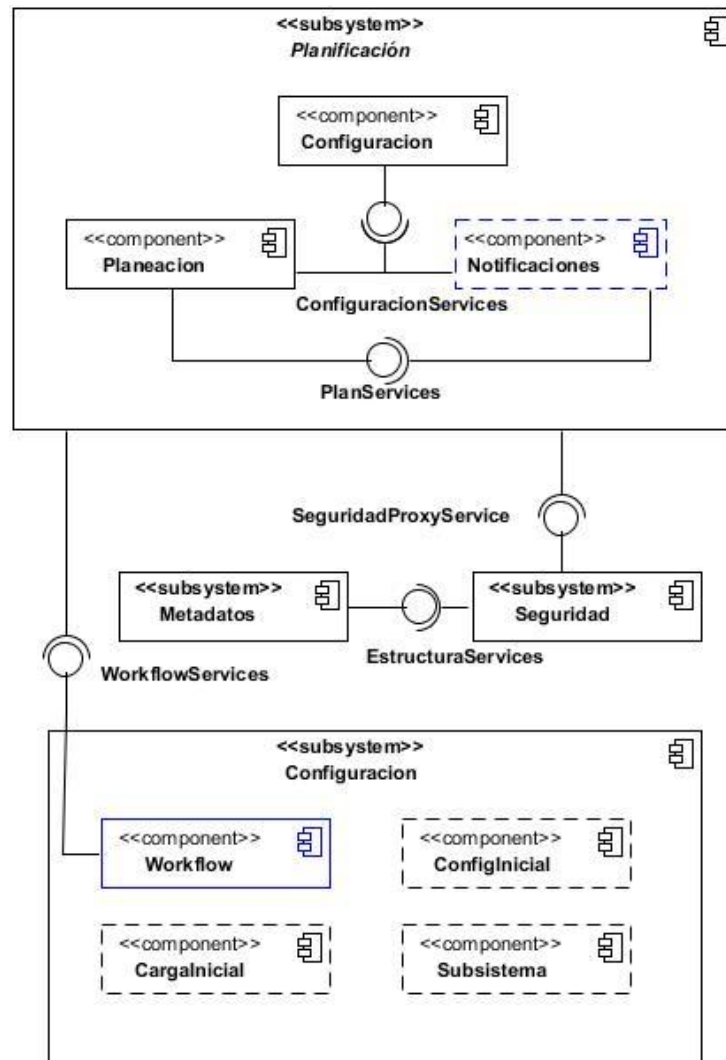 <<subsystem>>
Planificación
<<component>>
Configuracion
<<component>>
Planeacion
<<component>>
Notificaciones
ConfiguracionServices
PlanServices
SeguridadProxyService
<<subsystem>>
Metadatos
<<subsystem>>
Seguridad
EstructuraServices
WorkflowServices
<<subsystem>>
Configuracion
<<component>>
Workflow
<<component>>
ConfigInicial
<<component>>
CargaInicial
<<component>>
Subsistema